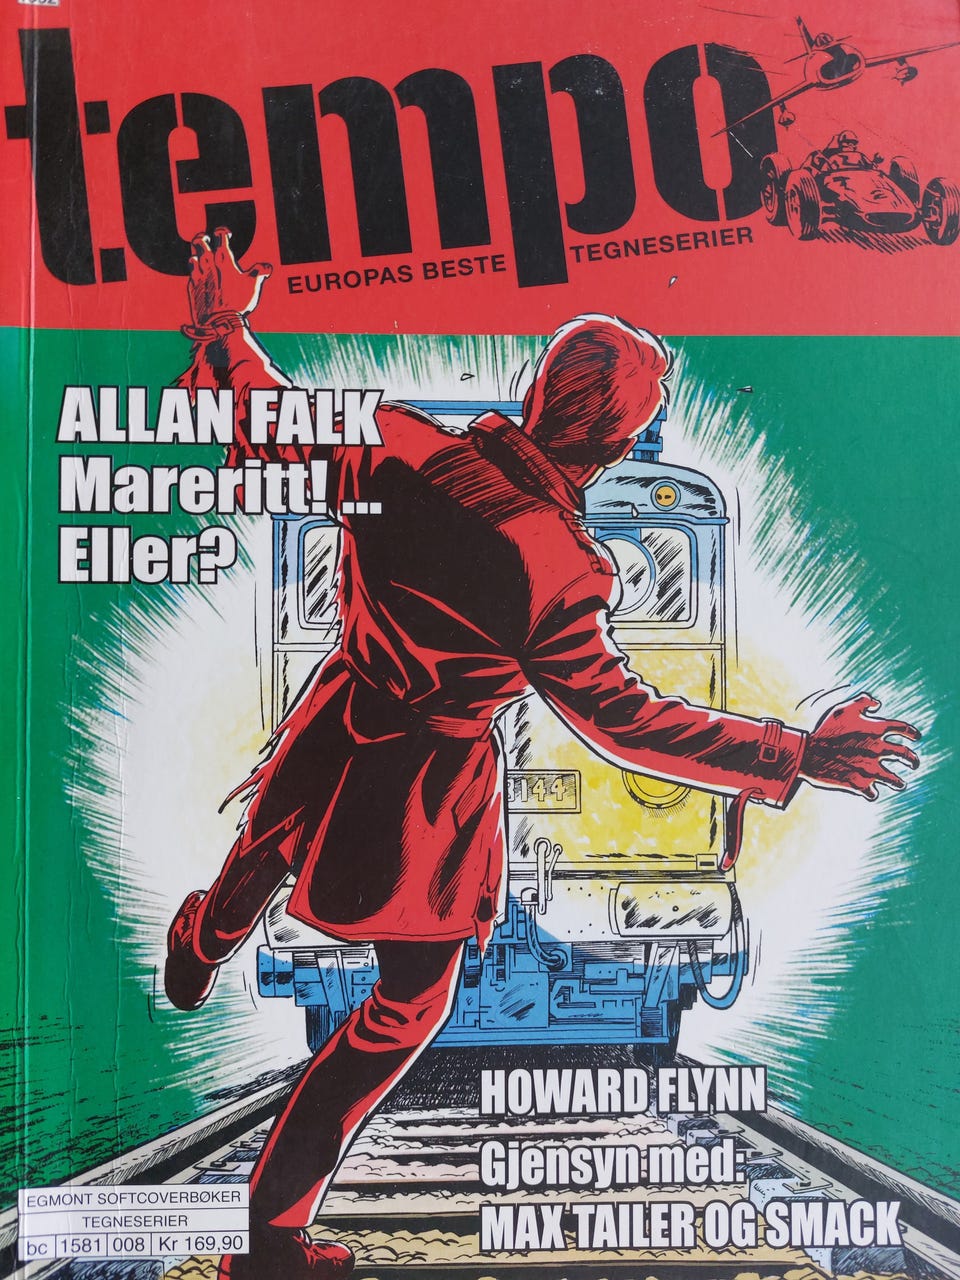 tempo
EUROPAS BESTE TEGNESERIER
ALLAN FALK
Mareritt! ...
Eller?
3144
HOWARD FLYNN
Gjensyn med:
MAX TAILER OG SMACK
EGMONT SOFTCOVERBØKER
TEGNESERIER
bc 1581 008 Kr 169,90